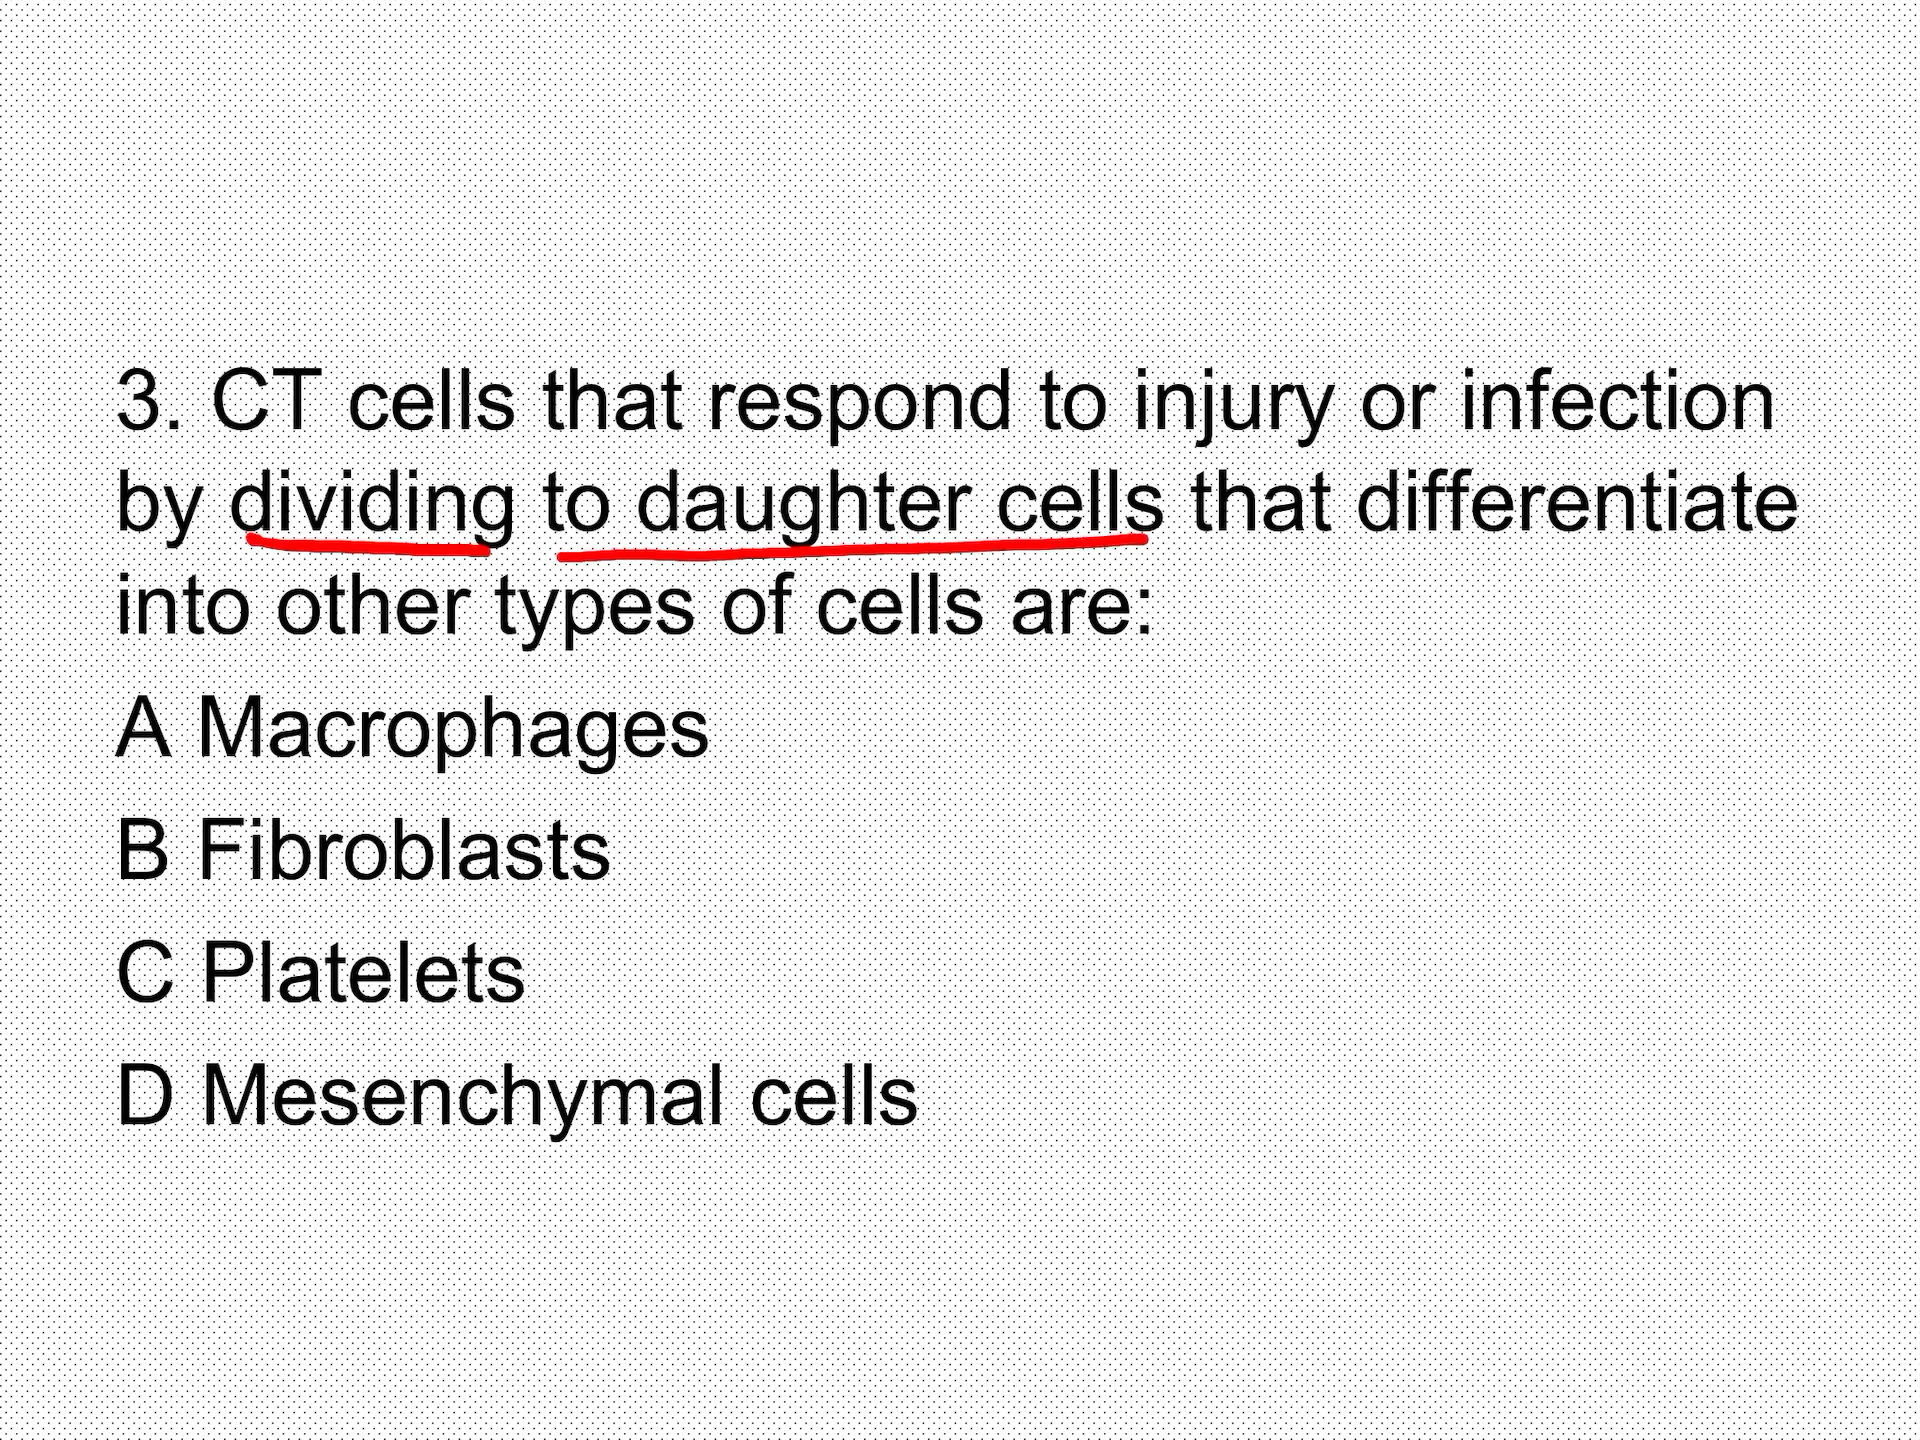 3. CT cells that respond to injury or infection
by dividing to daughter cells that differentiate
into other types of cells are:
A Macrophages
B Fibroblasts
C Platelets
D Mesenchymal cells